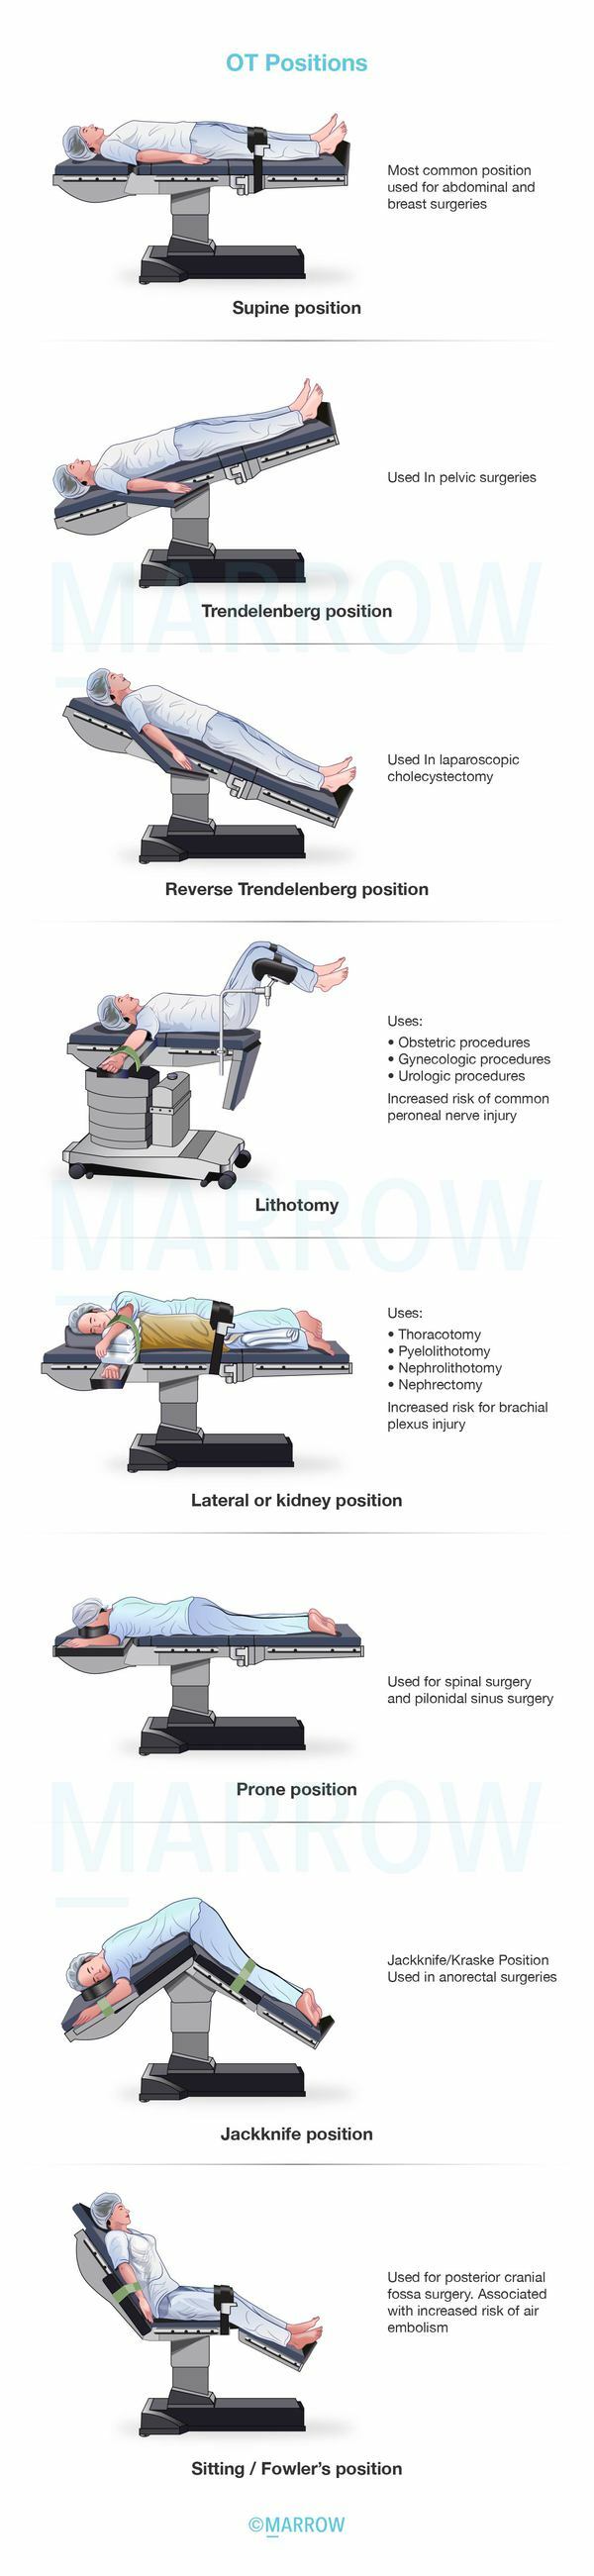 OT Positions
Most common position
used for abdominal and
breast surgeries
Supine position
Used In pelvic surgeries
Trendelenberg position
Used In laparoscopic
cholecystectomy
Reverse Trendelenberg position
Uses:
• Obstetric procedures
• Gynecologic procedures
• Urologic procedures
Increased risk of common
peroneal nerve injury
Lithotomy
Uses:
• Thoracotomy
• Pyelolithotomy
• Nephrolithotomy
• Nephrectomy
Increased risk for brachial
plexus injury
Lateral or kidney position
Used for spinal surgery
and pilonidal sinus surgery
Prone position
Jackknife/Kraske Position
Used in anorectal surgeries
Jackknife position
Used for posterior cranial
fossa surgery. Associated
with increased risk of air
embolism
Sitting / Fowler's position
©MARROW
MARROW
MARROW
MARROW